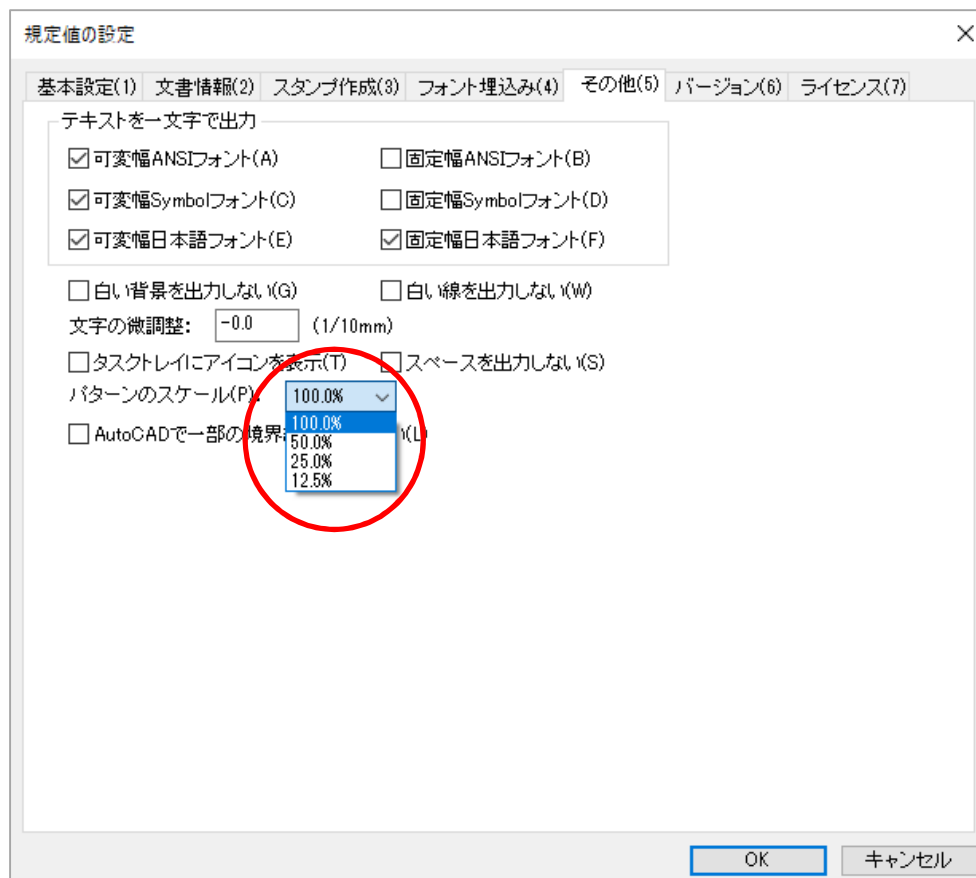 規定値の設定
基本設定(1) 文書情報(2) スタンプ作成(3) フォント埋込み(4) その他(5) バージョン(6) ライセンス(7)
テキストを一文字で出力
可変幅ANSIフォント(A) 固定幅ANSIフォント(B)
可変幅Symbolフォント(C) 固定幅Symbolフォント(D)
可変幅日本語フォント(E) 固定幅日本語フォント(F)
白い背景を出力しない(G) 白い線を出力しない(W)
文字の微調整: -0.0 (1/10mm)
タスクトレイにアイコンを表示(T) スペースを出力しない(S)
パターンのスケール(P): 100.0%
100.0%
AutoCADで一部の境界 (L)
50.0%
25.0%
12.5%
OK キャンセル